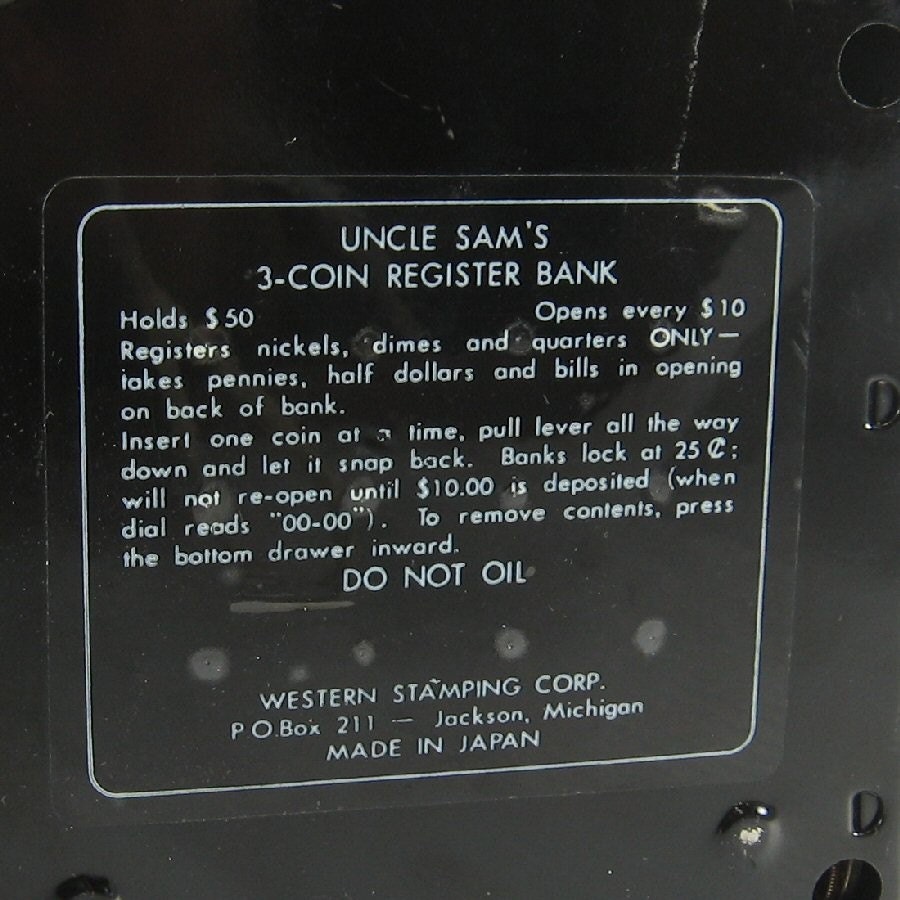 UNCLE SAM'S
3-COIN REGISTER BANK
Holds $50 Opens every $10
Registers nickels, dimes and quarters ONLY—
takes pennies, half dollars and bills in opening
on back of bank.
Insert one coin at a time, pull lever all the way
down and let it snap back. Banks lock at 25¢;
will not re-open until $10.00 is deposited (when
dial reads "00-00"). To remove contents, press
the bottom drawer inward.
DO NOT OIL
WESTERN STAMPING CORP.
P.O.Box 211 — Jackson, Michigan
MADE IN JAPAN